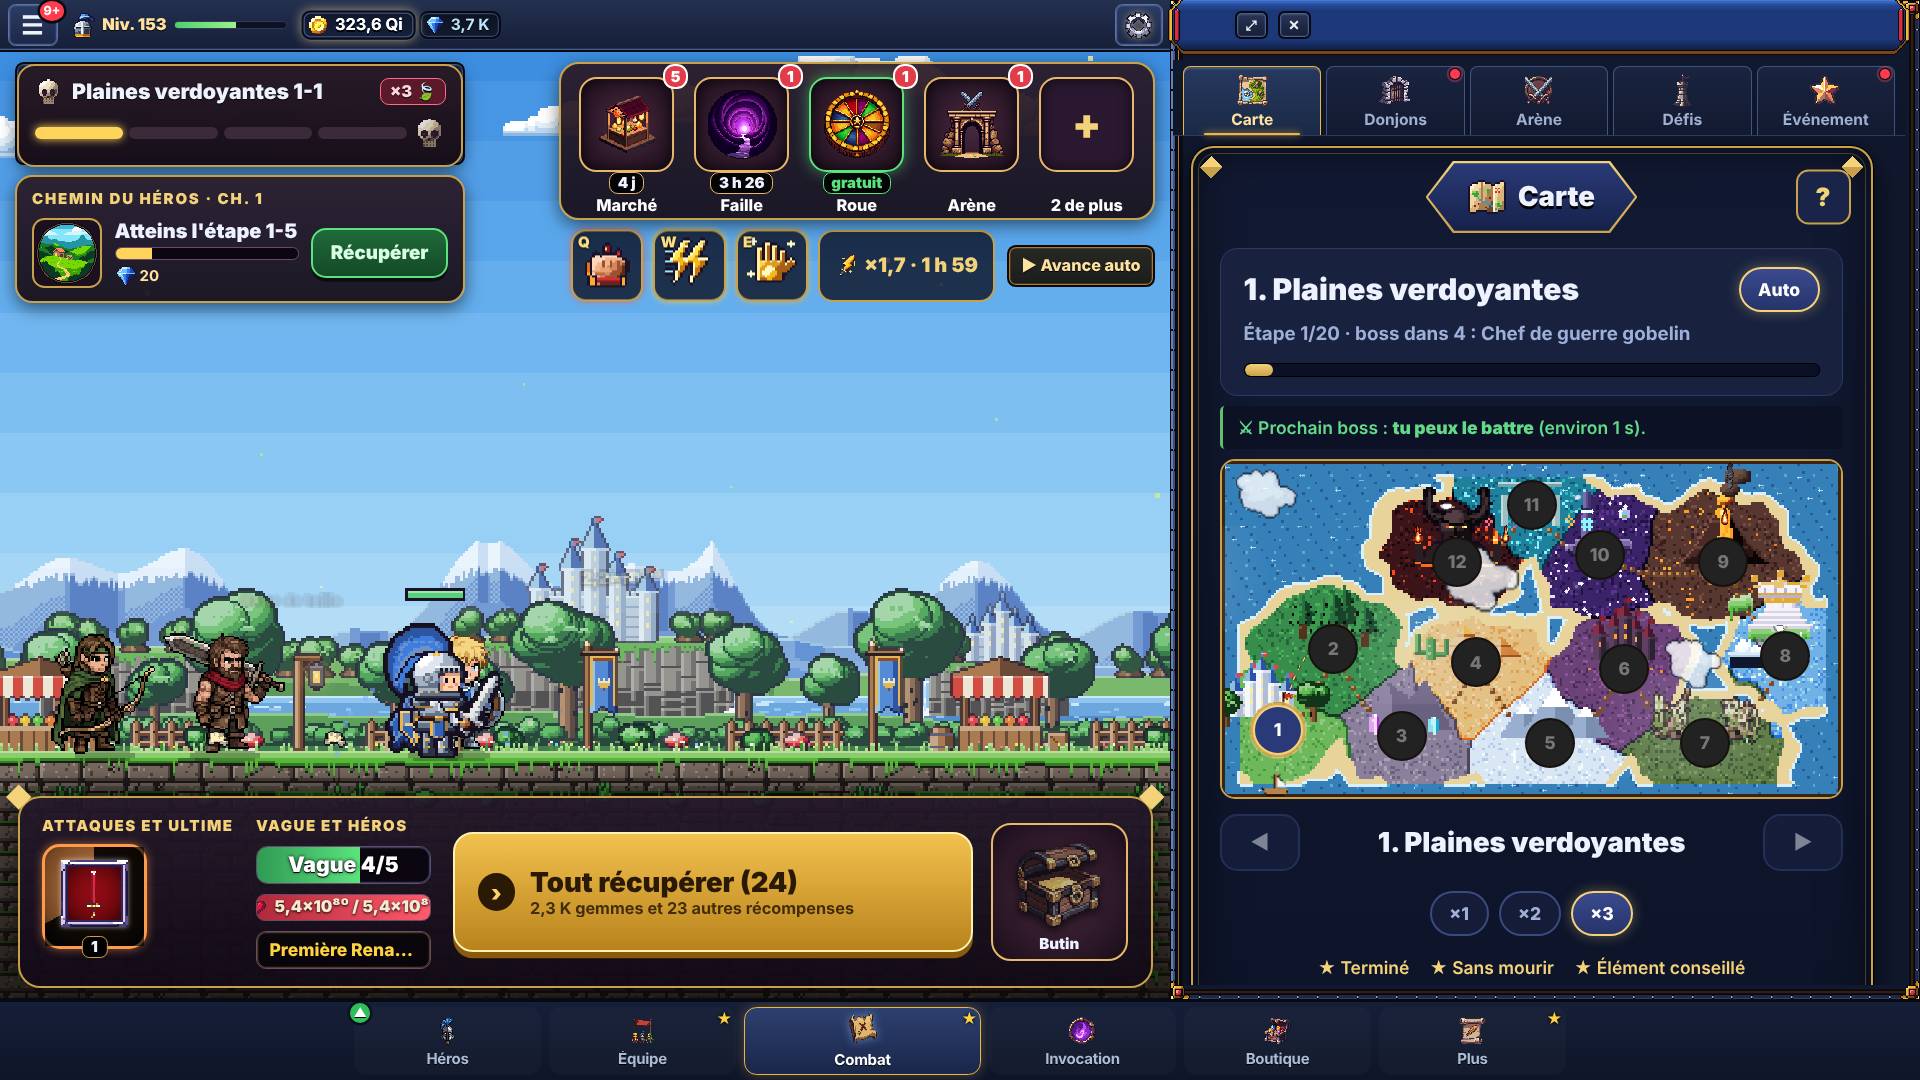 9+
Niv. 153
323,6 Qi
3,7 K
Plaines verdoyantes 1-1
×3
CHEMIN DU HÉROS · CH. 1
Atteins l'étape 1-5
20
Récupérer
5
4 j
Marché
1
3 h 26
Faille
1
gratuit
Roue
1
Arène
+
2 de plus
Q
W
E
×1,7 · 1 h 59
▶ Avance auto
ATTAQUES ET ULTIME
1
VAGUE ET HÉROS
Vague 4/5
5,4×10⁸⁰ / 5,4×10⁸
Première Rena...
Tout récupérer (24)
2,3 K gemmes et 23 autres récompenses
Butin
Carte
Donjons
Arène
Défis
Événement
Carte
?
1. Plaines verdoyantes
Auto
Étape 1/20 · boss dans 4 : Chef de guerre gobelin
⚔ Prochain boss : tu peux le battre (environ 1 s).
11
12
10
9
2
4
6
8
1
3
5
7
◀
1. Plaines verdoyantes
▶
×1
×2
×3
★ Terminé ★ Sans mourir ★ Élément conseillé
Héros
Équipe
Combat
Invocation
Boutique
Plus